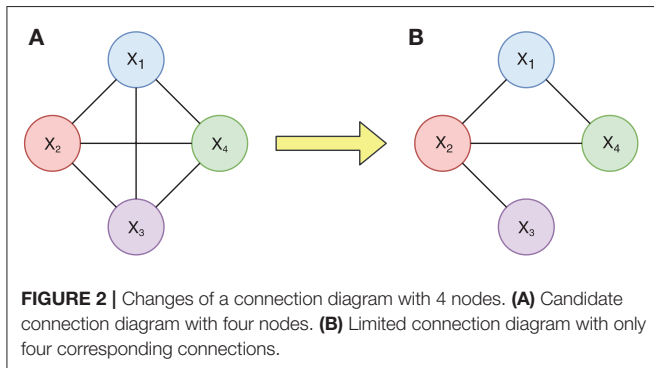 A
B
X1
X1
X2
X4
X2
X4
X3
X3
FIGURE 2 | Changes of a connection diagram with 4 nodes. (A) Candidate
connection diagram with four nodes. (B) Limited connection diagram with only
four corresponding connections.